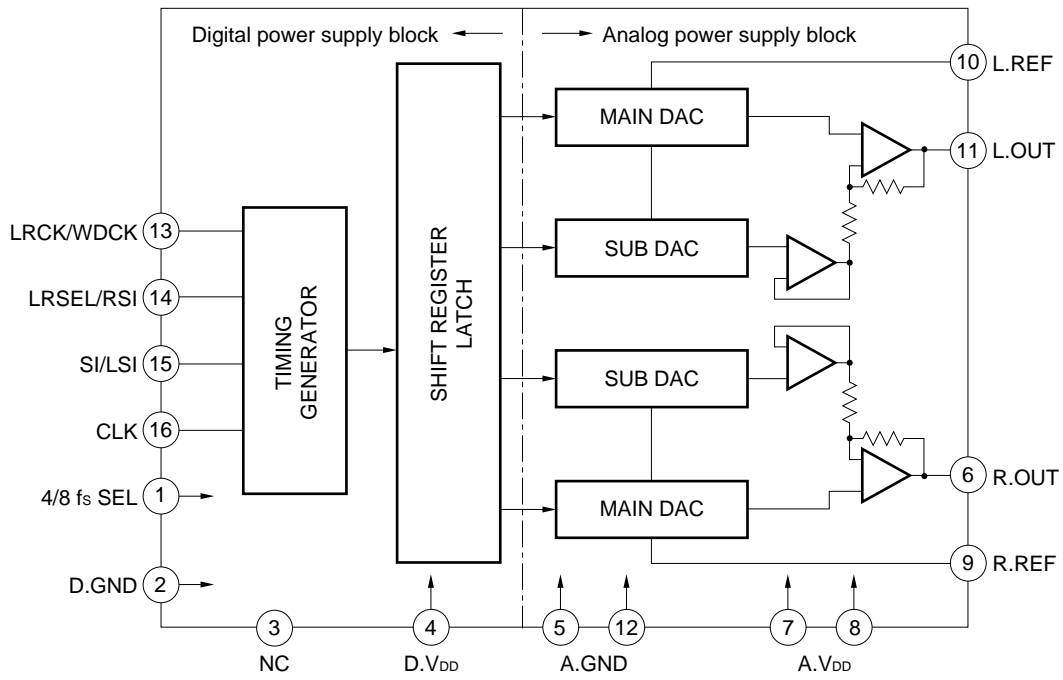 Digital power supply block
Analog power supply block
10 L.REF
MAIN DAC
11 L.OUT
LRCK/WDCK 13
SUB DAC
LRSEL/RSI 14
TIMING
GENERATOR
SHIFT REGISTER
LATCH
SI/LSI 15
SUB DAC
CLK 16
6 R.OUT
4/8 fs SEL 1
MAIN DAC
9 R.REF
D.GND 2
3
4
5
12
7
8
NC
D.VDD
A.GND
A.VDD